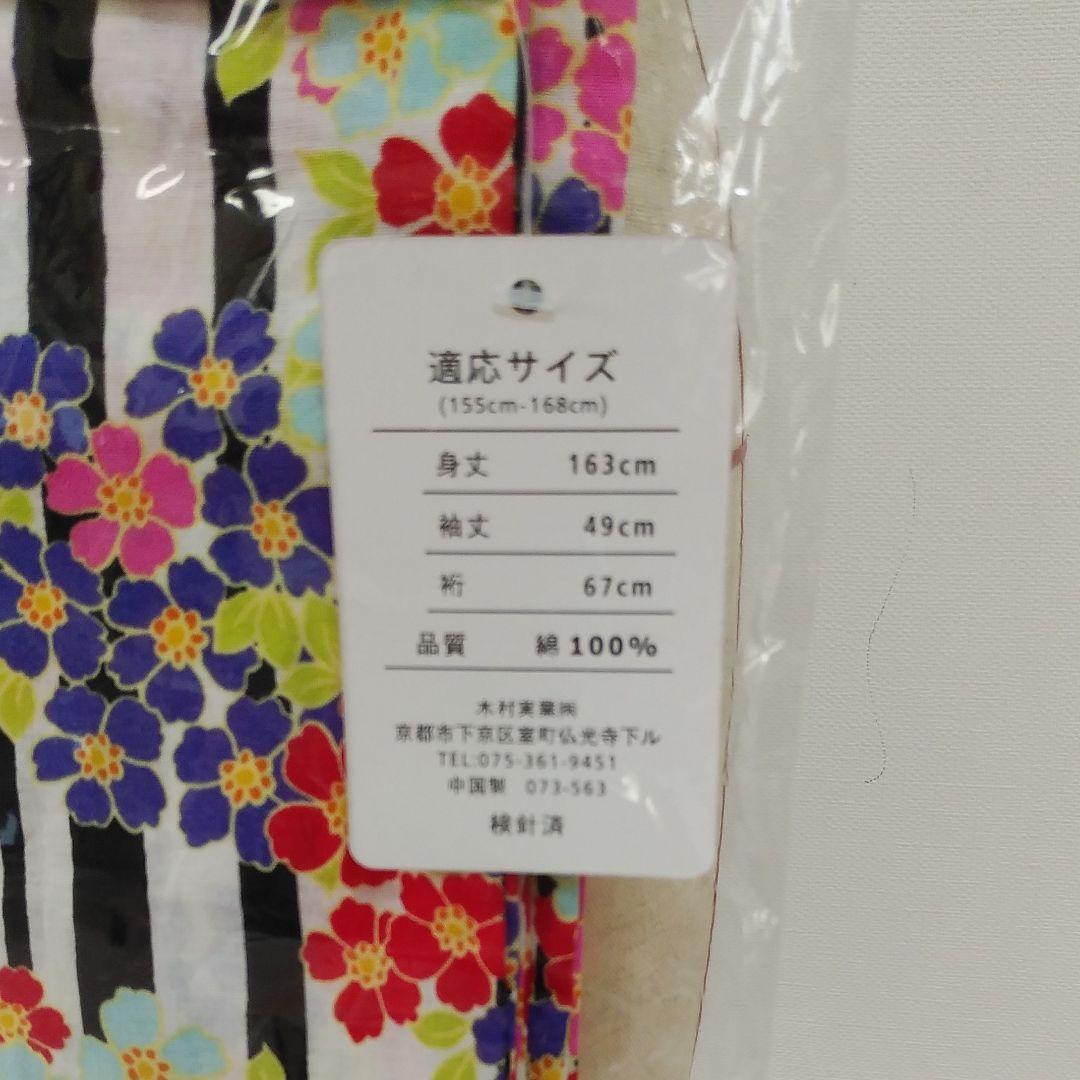 適応サイズ
(155cm-168cm)
身丈 163cm
袖丈 49cm
裄 67cm
品質 綿 100%
木村実業㈱
京都市下京区室町仏光寺下ル
TEL:075-361-9451
中国製 073-563
検針済